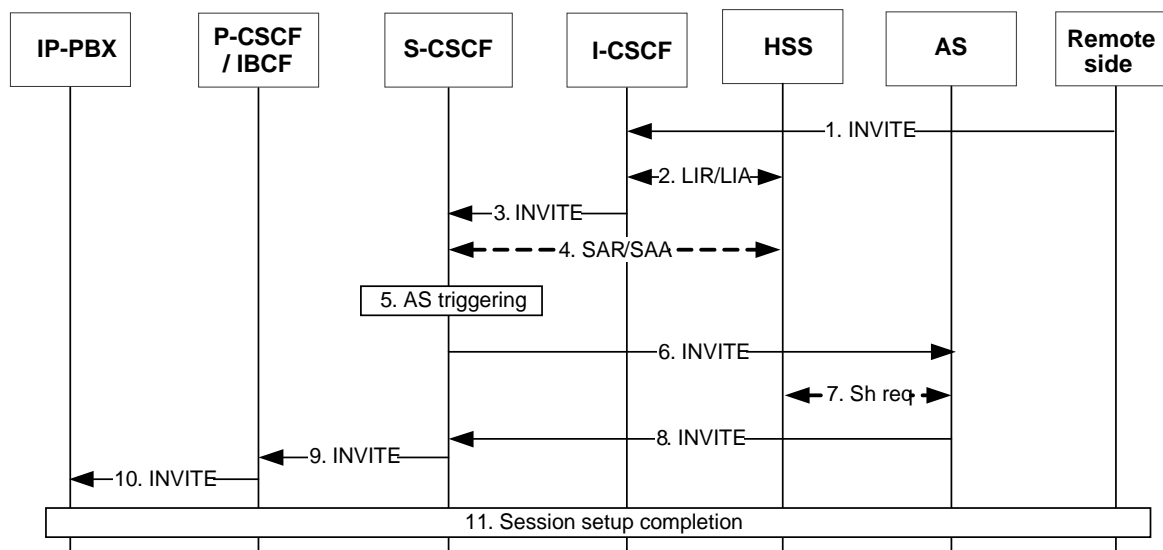 IP-PBX
P-CSCF
/ IBCF
S-CSCF
I-CSCF
HSS
AS
Remote
side
1. INVITE
2. LIR/LIA
3. INVITE
4. SAR/SAA
5. AS triggering
6. INVITE
7. Sh req
8. INVITE
9. INVITE
10. INVITE
11. Session setup completion